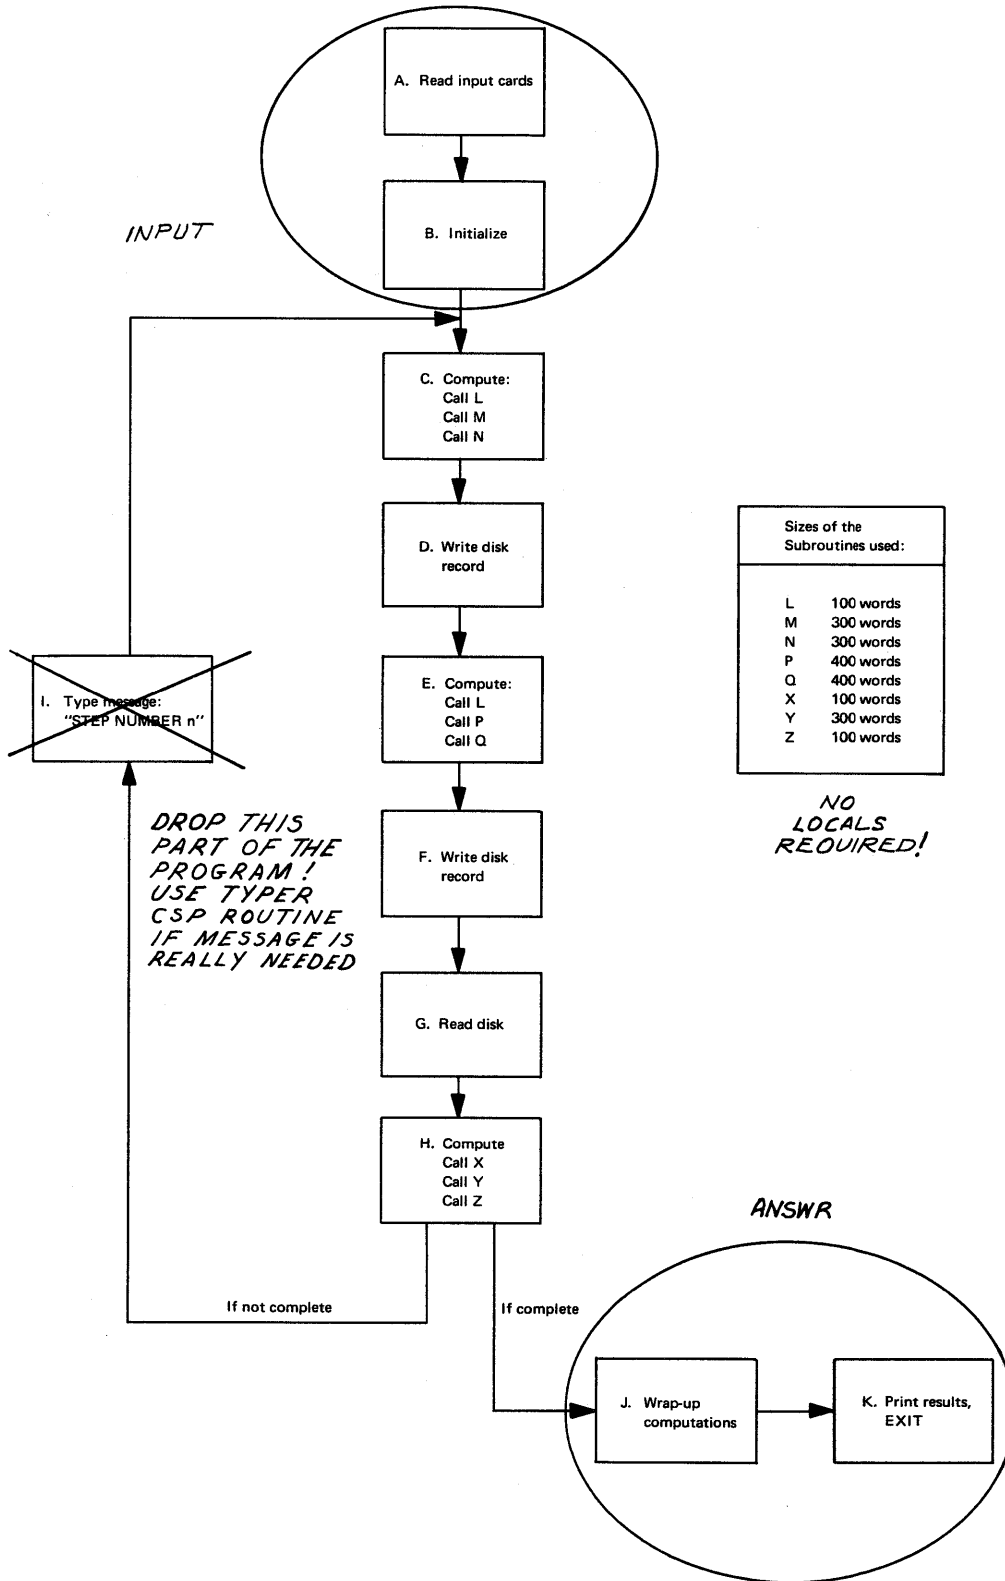 A. Read input cards
INPUT
B. Initialize
C. Compute:
Call L
Call M
Call N
D. Write disk
record
Sizes of the
Subroutines used:
L 100 words
M 300 words
N 300 words
P 400 words
Q 400 words
X 100 words
Y 300 words
Z 100 words
NO
LOCALS
REQUIRED!
E. Compute:
Call L
Call P
Call Q
I. Type message:
"STEP NUMBER n"
DROP THIS
PART OF THE
PROGRAM!
USE TYPER
CSP ROUTINE
IF MESSAGE IS
REALLY NEEDED
F. Write disk
record
G. Read disk
H. Compute
Call X
Call Y
Call Z
If not complete
If complete
ANSWR
J. Wrap-up
computations
K. Print results,
EXIT